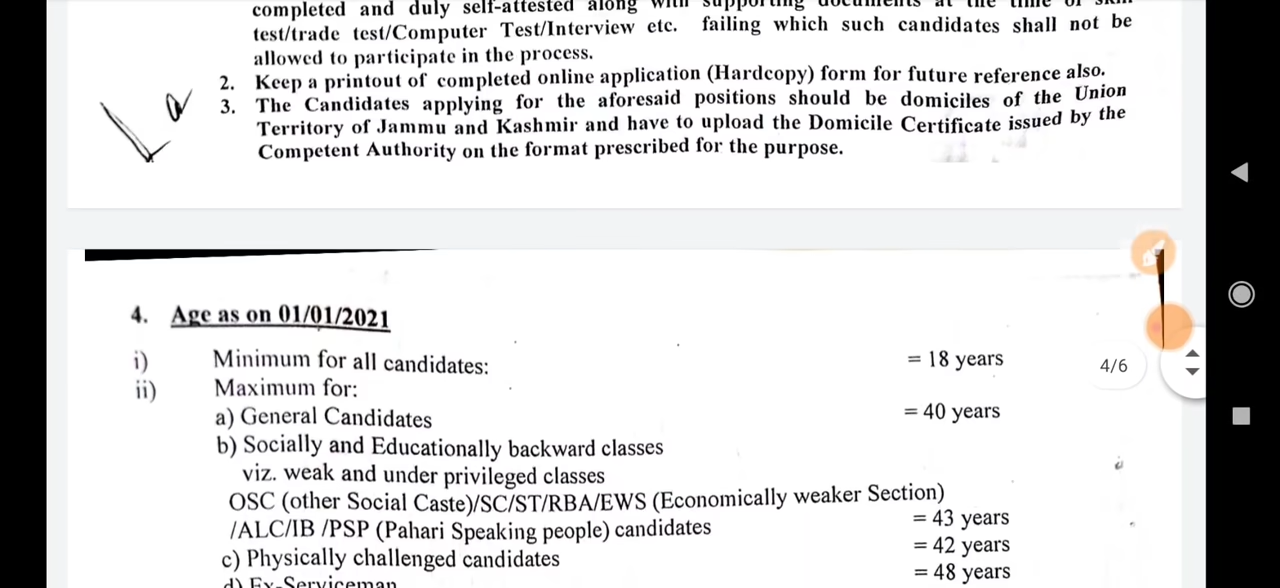 completed and duly self-attested along with supporting documents at the time of skill
test/trade test/Computer Test/Interview etc. failing which such candidates shall not be
allowed to participate in the process.
2. Keep a printout of completed online application (Hardcopy) form for future reference also.
3. The Candidates applying for the aforesaid positions should be domiciles of the Union
Territory of Jammu and Kashmir and have to upload the Domicile Certificate issued by the
Competent Authority on the format prescribed for the purpose.
4. Age as on 01/01/2021
i) Minimum for all candidates: = 18 years
ii) Maximum for:
a) General Candidates = 40 years
b) Socially and Educationally backward classes
viz. weak and under privileged classes
OSC (other Social Caste)/SC/ST/RBA/EWS (Economically weaker Section)
/ALC/IB /PSP (Pahari Speaking people) candidates = 43 years
c) Physically challenged candidates = 42 years
d) Ex-Serviceman = 48 years
4/6